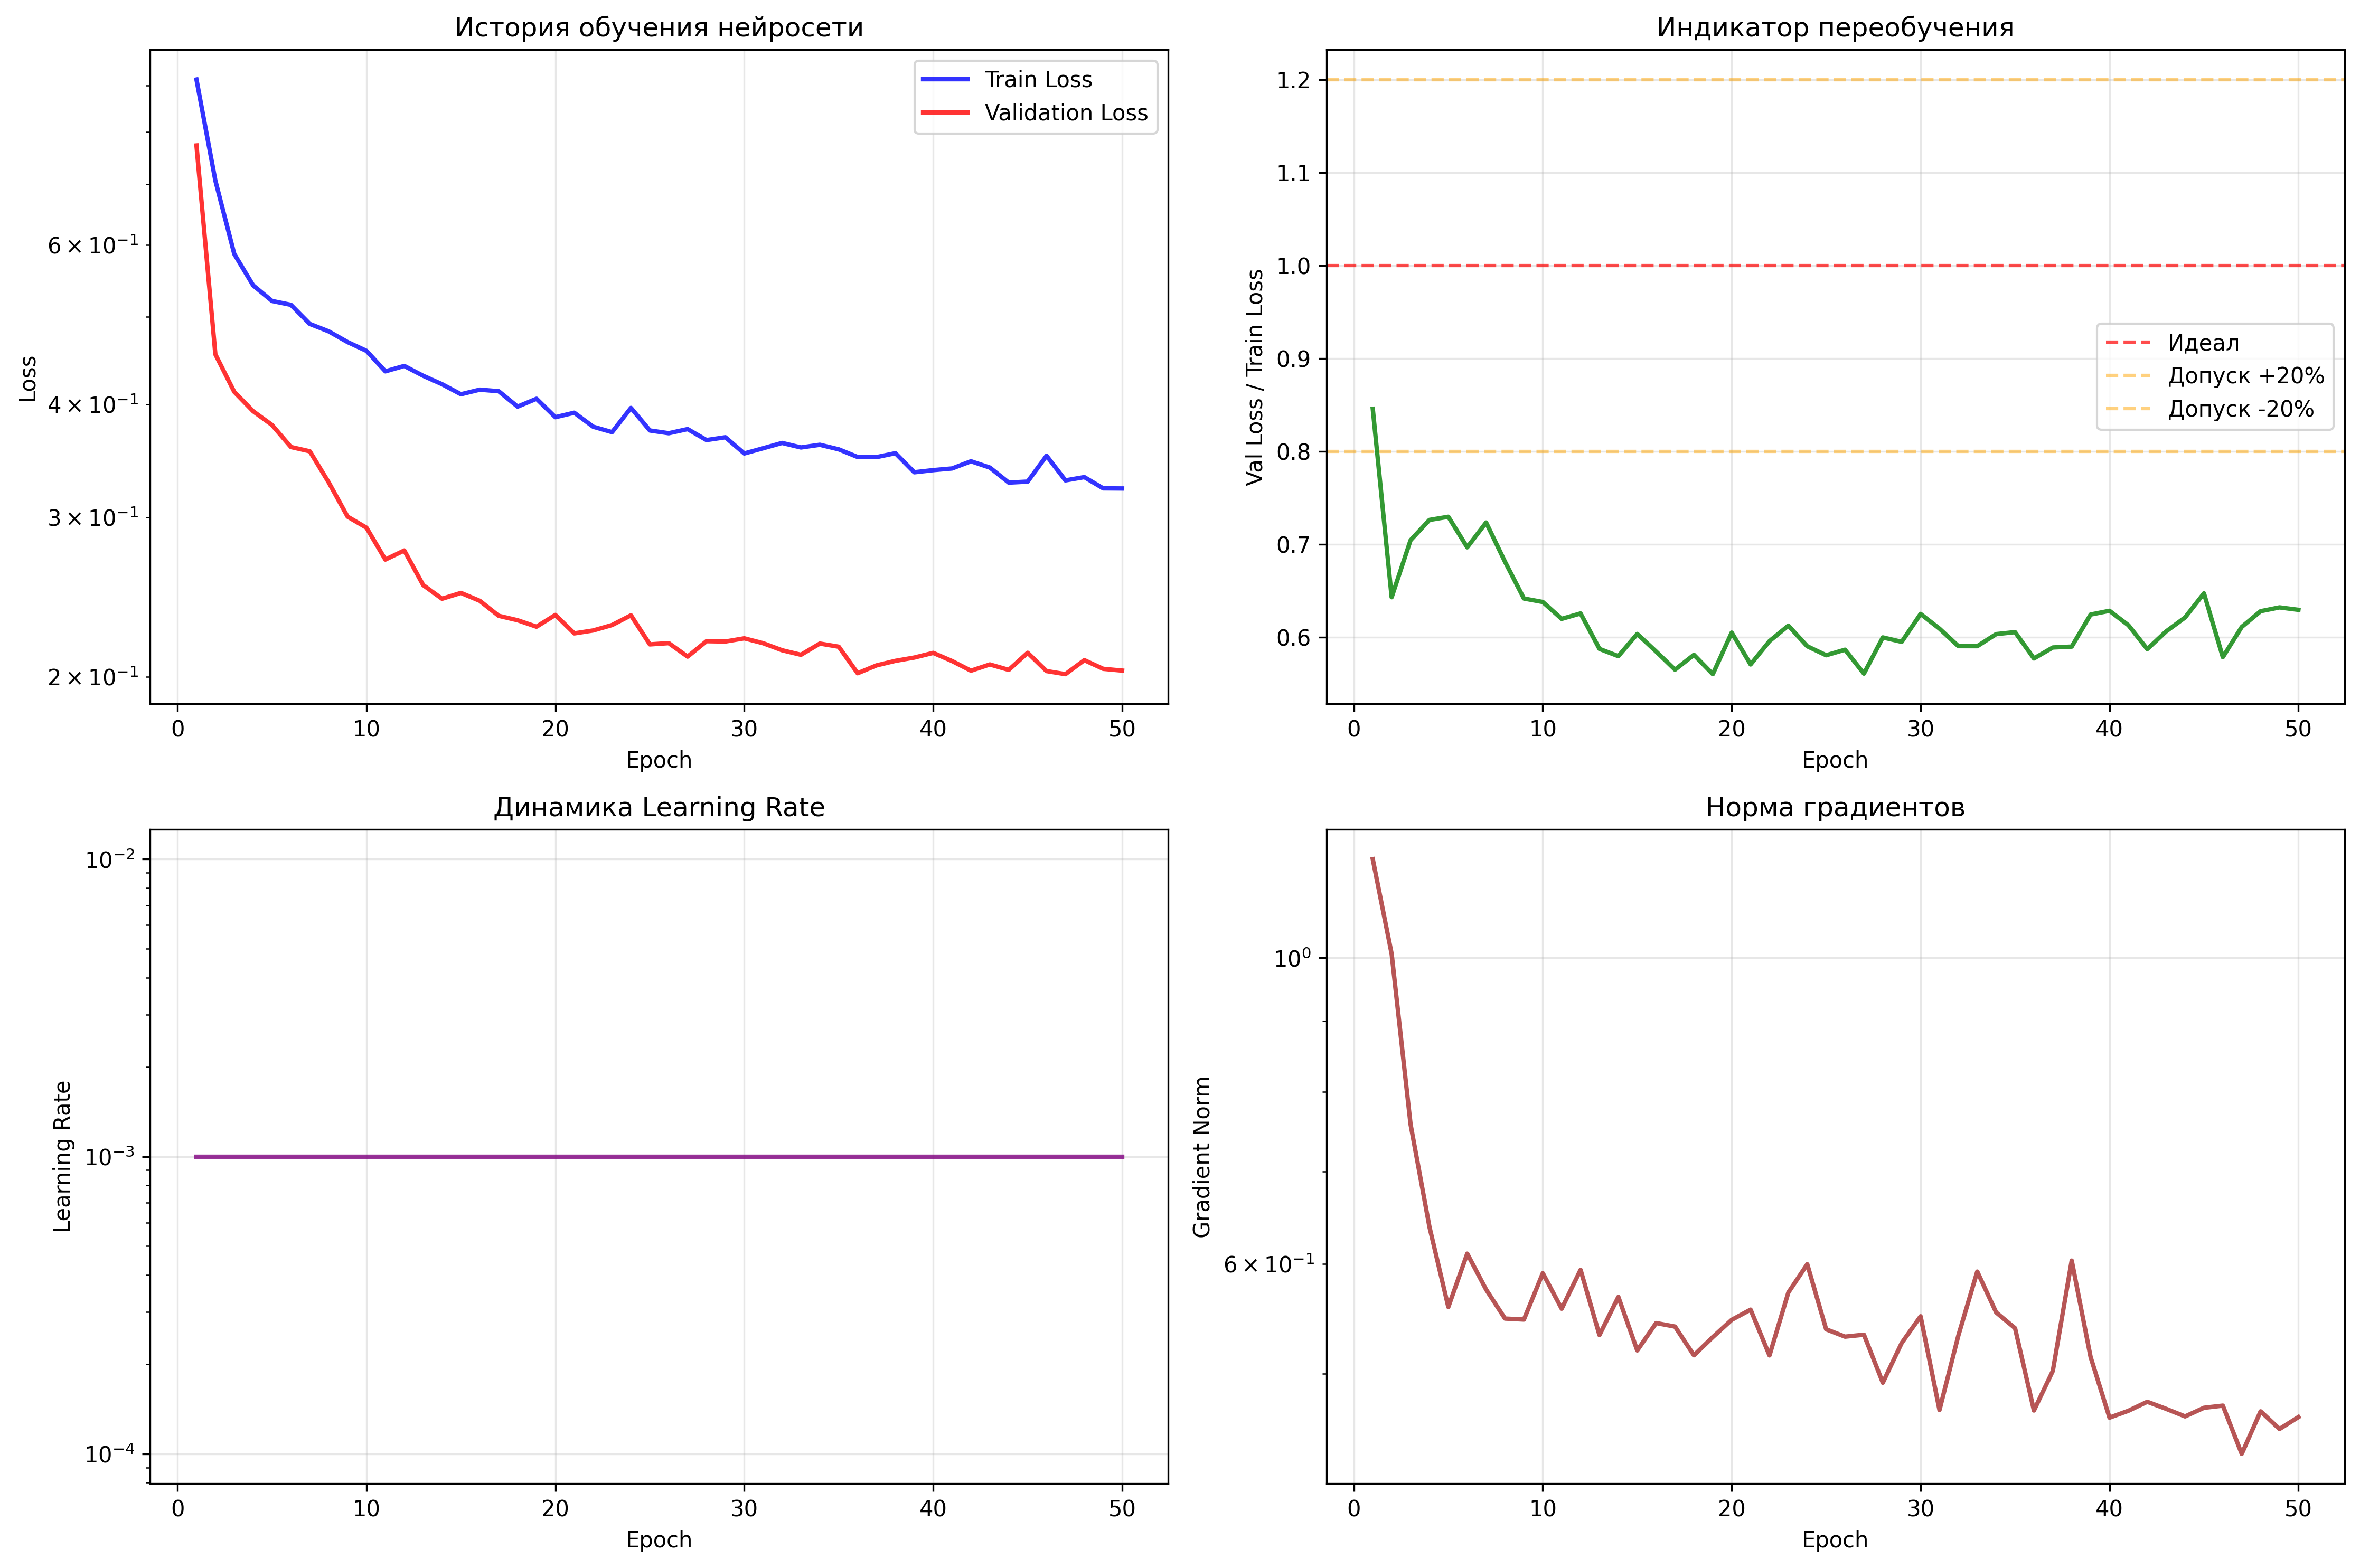 История обучения нейросети
Train Loss
Validation Loss
Loss
6 × 10⁻¹
4 × 10⁻¹
3 × 10⁻¹
2 × 10⁻¹
0 10 20 30 40 50
Epoch
Индикатор переобучения
Val Loss / Train Loss
1.2
1.1
1.0
0.9
0.8
0.7
0.6
Идеал
Допуск +20%
Допуск -20%
0 10 20 30 40 50
Epoch
Динамика Learning Rate
Learning Rate
10⁻²
10⁻³
10⁻⁴
0 10 20 30 40 50
Epoch
Норма градиентов
Gradient Norm
10⁰
6 × 10⁻¹
0 10 20 30 40 50
Epoch